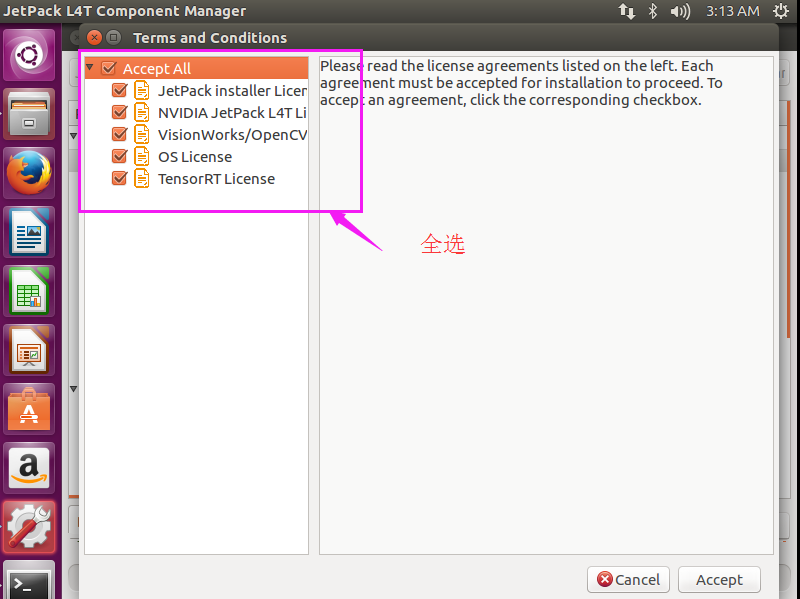 JetPack L4T Component Manager
3:13 AM
Terms and Conditions
Accept All
JetPack installer Licen
NVIDIA JetPack L4T Li
VisionWorks/OpenCV
OS License
TensorRT License
Please read the license agreements listed on the left. Each
agreement must be accepted for installation to proceed. To
accept an agreement, click the corresponding checkbox.
全选
Cancel
Accept